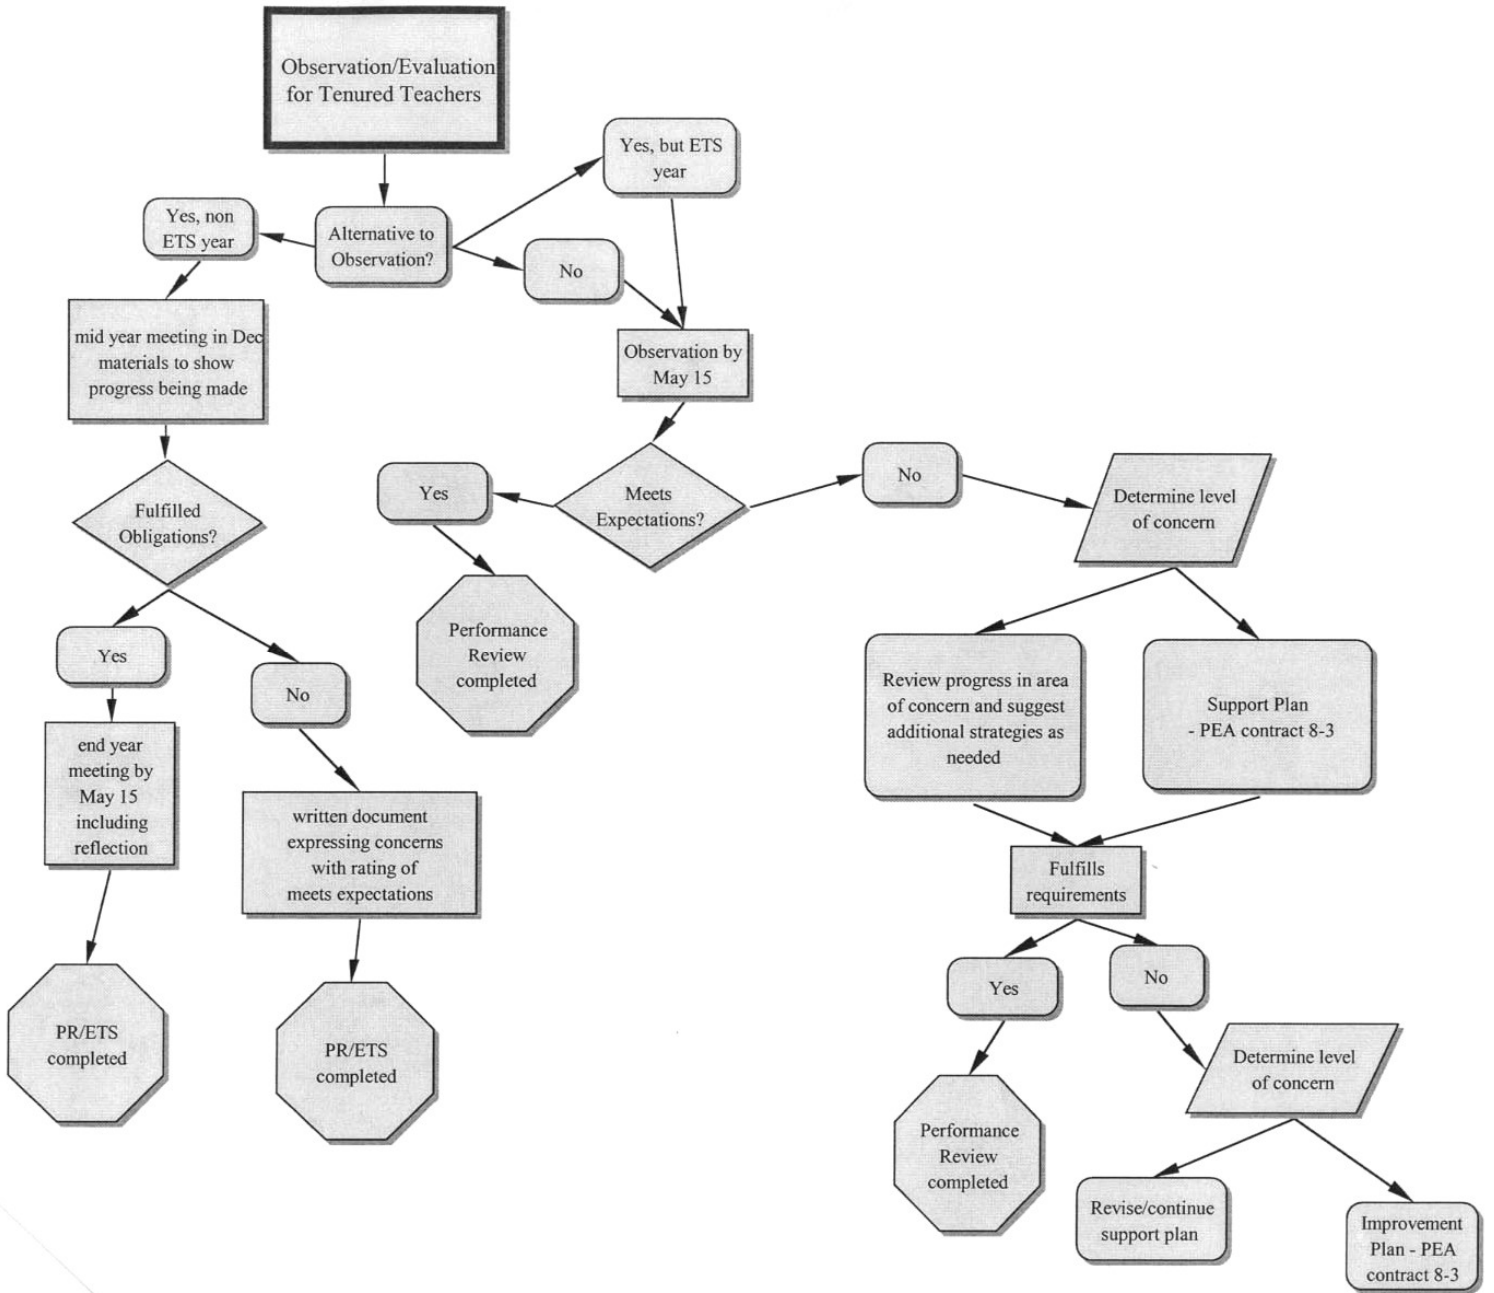 Observation/Evaluation
for Tenured Teachers
Yes, but ETS
year
Yes, non
ETS year
Alternative to
Observation?
No
mid year meeting in Dec
materials to show
progress being made
Observation by
May 15
Fulfilled
Obligations?
Yes
Meets
Expectations?
No
Determine level
of concern
Performance
Review
completed
Yes
No
Review progress in area
of concern and suggest
additional strategies as
needed
Support Plan
- PEA contract 8-3
end year
meeting by
May 15
including
reflection
written document
expressing concerns
with rating of
meets expectations
Fulfills
requirements
Yes
No
PR/ETS
completed
PR/ETS
completed
Determine level
of concern
Performance
Review
completed
Revise/continue
support plan
Improvement
Plan - PEA
contract 8-3